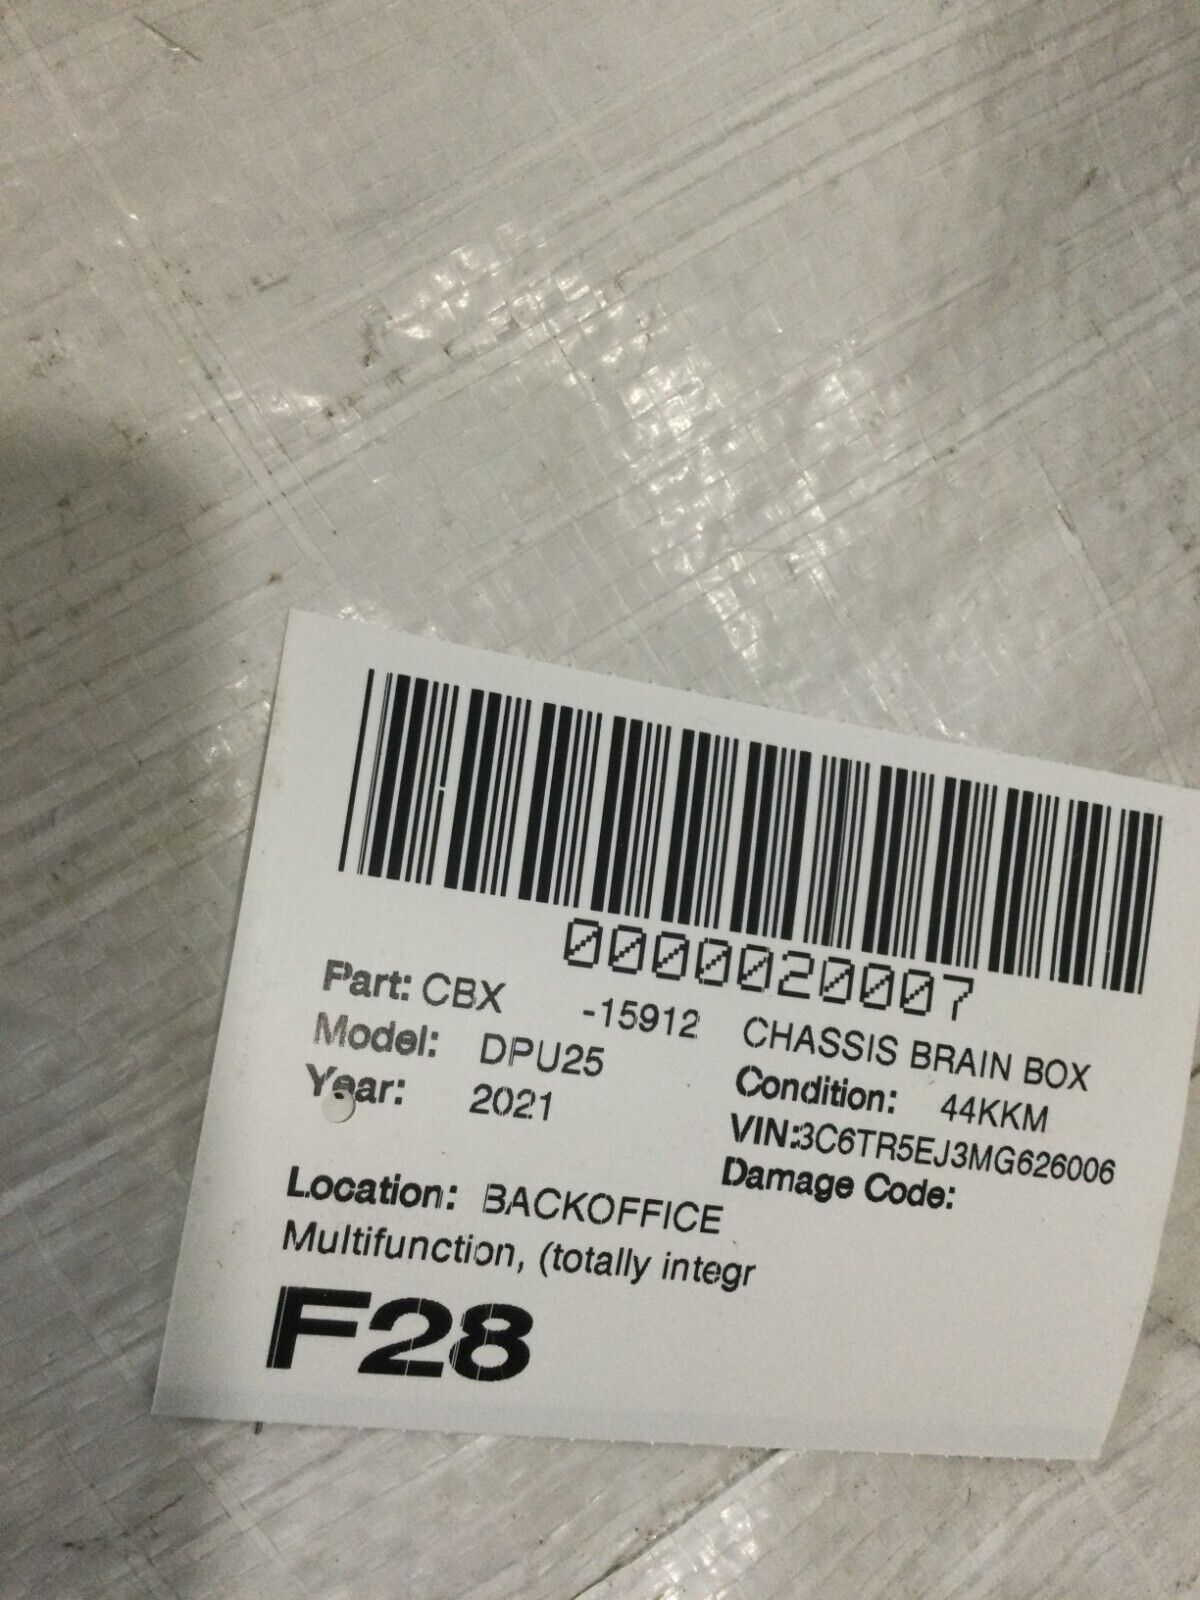 0000020007
Part: CBX -15912 CHASSIS BRAIN BOX
Model: DPU25 Condition: 44KKM
Year: 2021 VIN:3C6TR5EJ3MG626006
Damage Code:
Location: BACKOFFICE
Multifunction, (totally integr
F28